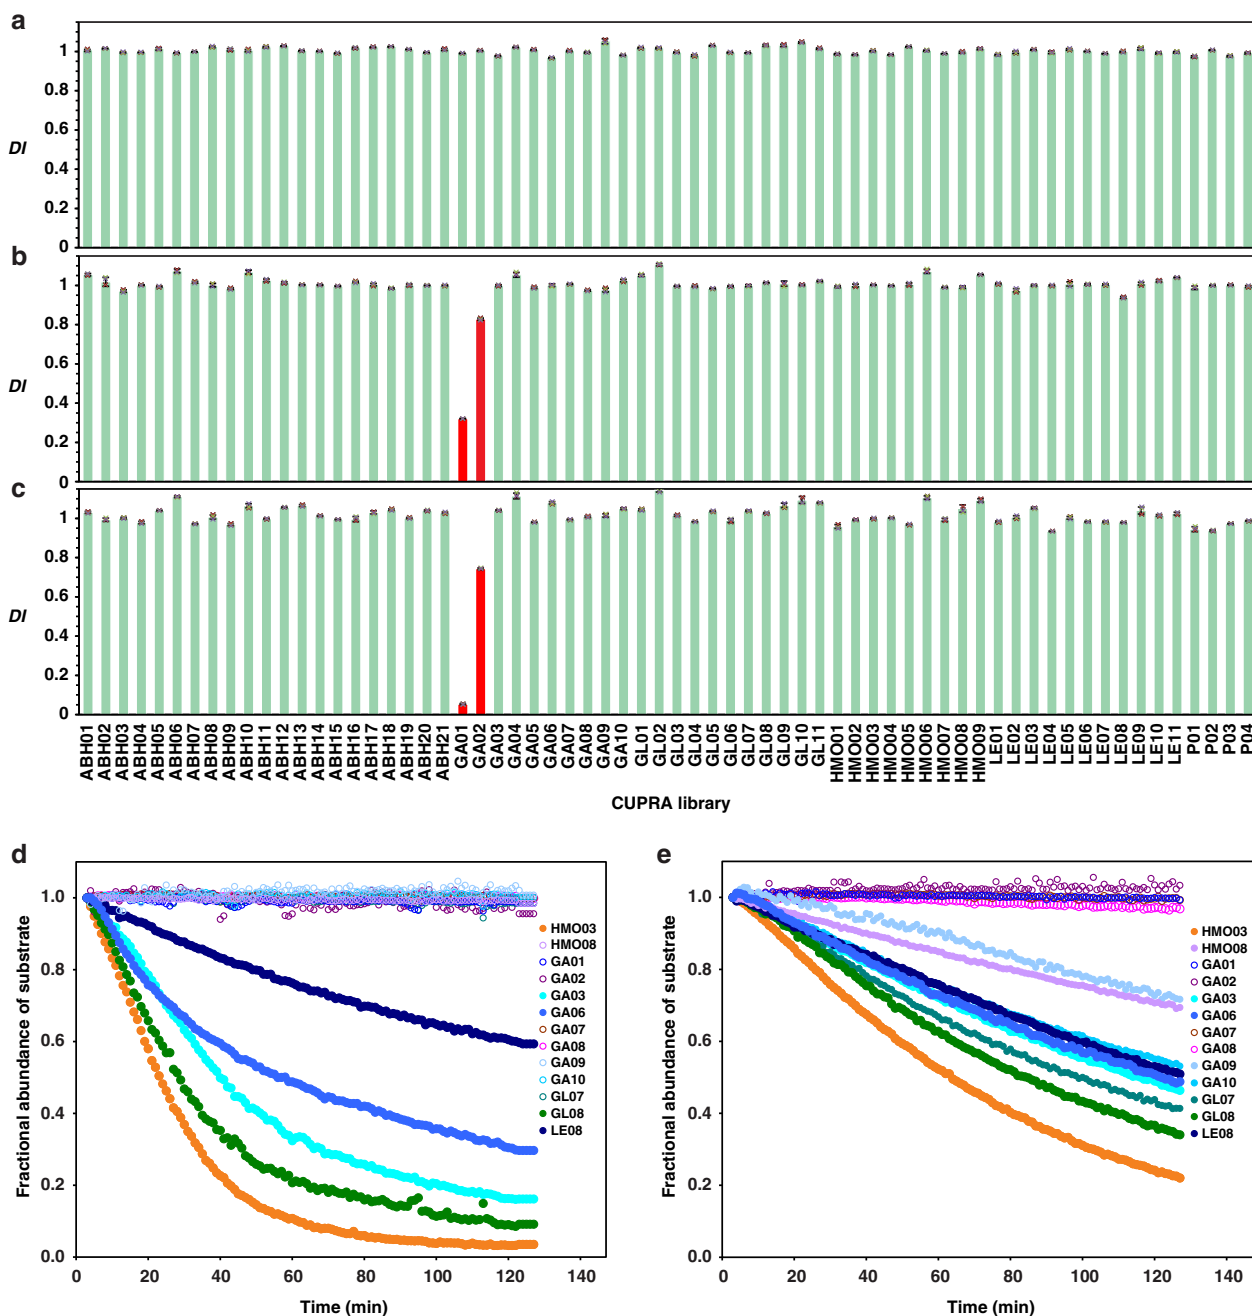 a
1
0.8
0.6
DI
0.4
0.2
0
b
1
0.8
0.6
DI
0.4
0.2
0
c
1
0.8
0.6
DI
0.4
0.2
0
ABH01 ABH02 ABH03 ABH04 ABH05 ABH06 ABH07 ABH08 ABH09 ABH10 ABH11 ABH12 ABH13 ABH14 ABH15 ABH16 ABH17 ABH18 ABH19 ABH20 ABH21 GA01 GA02 GA03 GA04 GA05 GA06 GA07 GA08 GA09 GA10 GL01 GL02 GL03 GL04 GL05 GL06 GL07 GL08 GL09 GL10 GL11 HMO01 HMO02 HMO03 HMO04 HMO05 HMO06 HMO07 HMO08 HMO09 LE01 LE02 LE03 LE04 LE05 LE06 LE07 LE08 LE09 LE10 LE11 P01 P02 P03 P04
CUPRA library
d
Fractional abundance of substrate
1.0
0.8
0.6
0.4
0.2
0.0
0 20 40 60 80 100 120 140
Time (min)
HMO03
HMO08
GA01
GA02
GA03
GA06
GA07
GA08
GA09
GA10
GL07
GL08
LE08
e
Fractional abundance of substrate
1.0
0.8
0.6
0.4
0.2
0.0
0 20 40 60 80 100 120 140
Time (min)
HMO03
HMO08
GA01
GA02
GA03
GA06
GA07
GA08
GA09
GA10
GL07
GL08
LE08